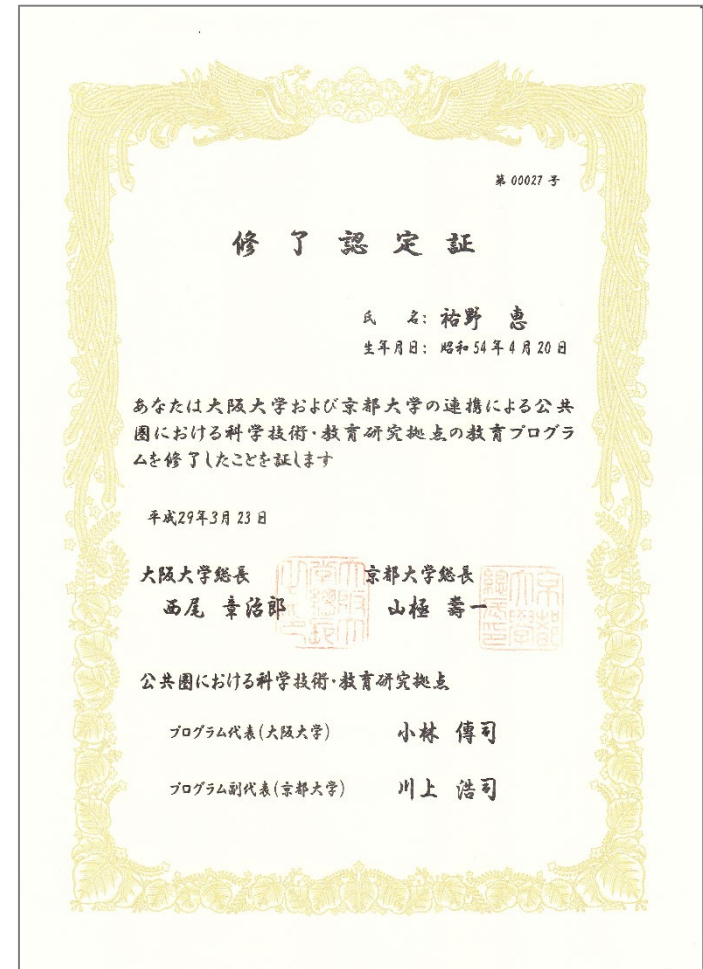 第 00027 号
修了認定証
氏 名: 祐野 恵
生年月日: 昭和54年4月20日
あなたは大阪大学および京都大学の連携による公共
圏における科学技術・教育研究拠点の教育プログラ
ムを修了したことを証します
平成29年3月23日
大阪大学総長 京都大学総長
西尾 章治郎 山極 壽一
公共圏における科学技術・教育研究拠点
プログラム代表(大阪大学) 小林 傳司
プログラム副代表(京都大学) 川上 浩司